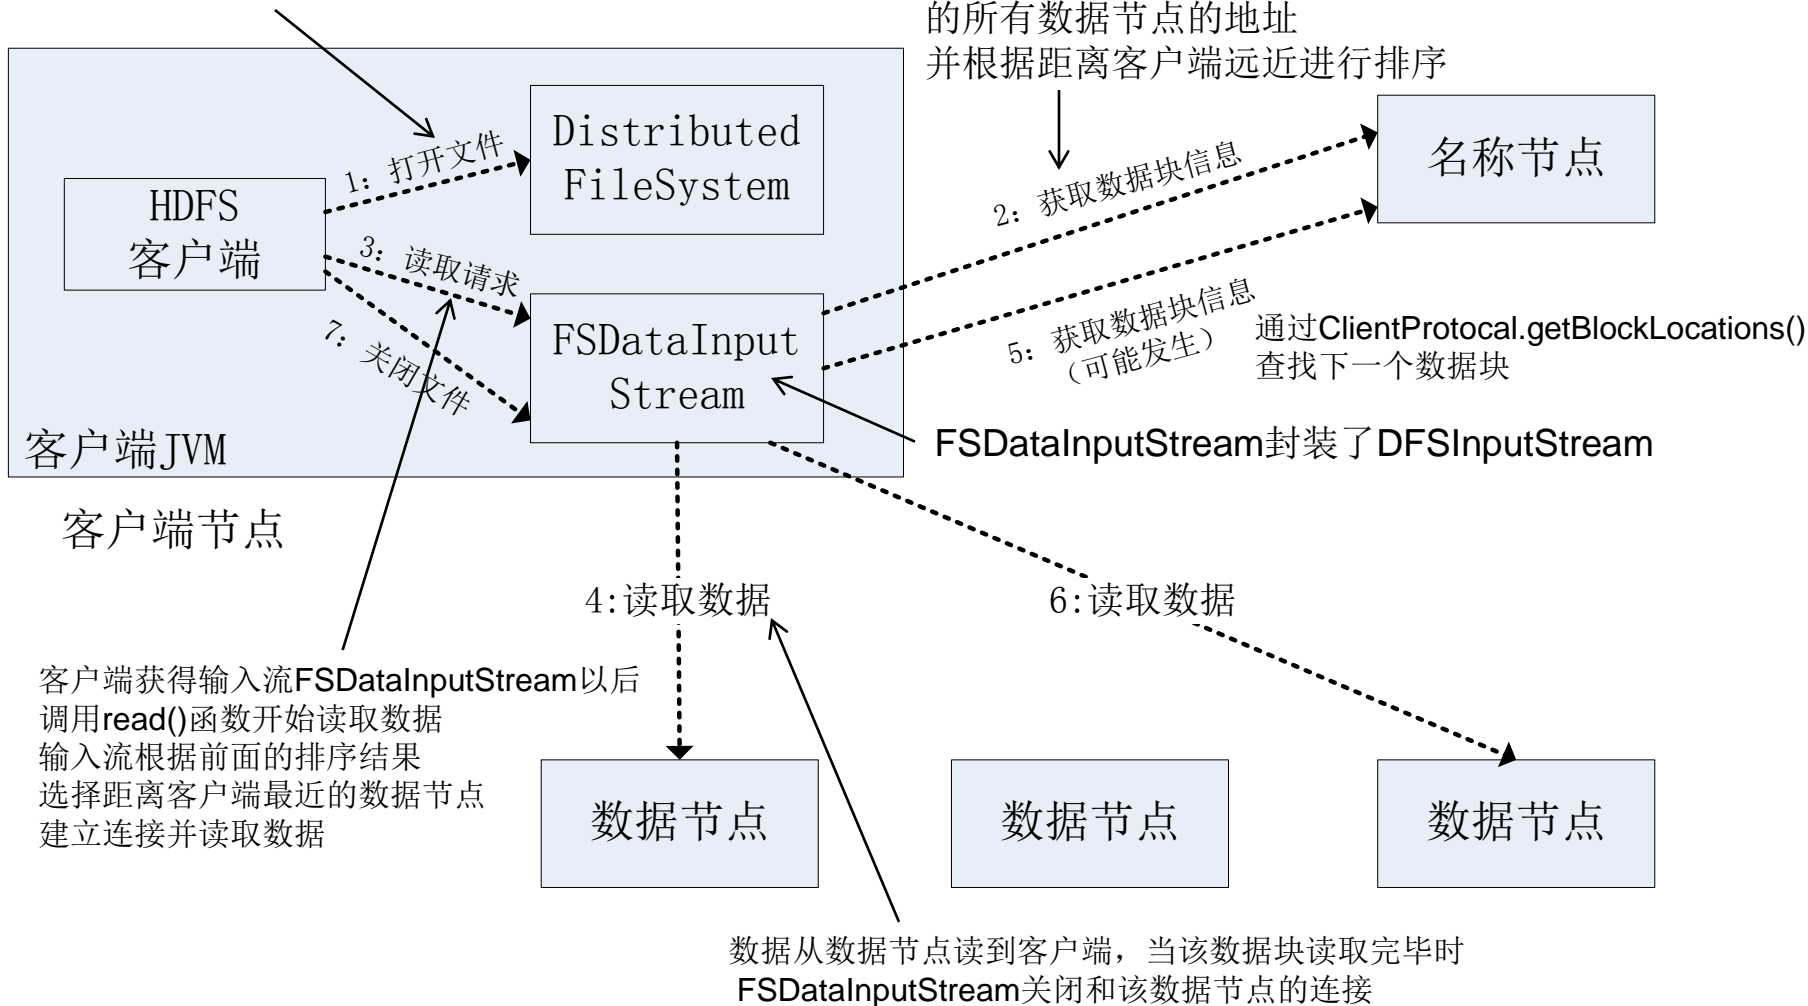 的所有数据节点的地址
并根据距离客户端远近进行排序
Distributed
FileSystem
名称节点
1: 打开文件
2: 获取数据块信息
HDFS
客户端
3: 读取请求
FSDataInput
Stream
5: 获取数据块信息
（可能发生）
通过ClientProtocal.getBlockLocations()
查找下一个数据块
7: 关闭文件
FSDataInputStream封装了DFSInputStream
客户端JVM
客户端节点
4:读取数据
6:读取数据
客户端获得输入流FSDataInputStream以后
调用read()函数开始读取数据
输入流根据前面的排序结果
选择距离客户端最近的数据节点
建立连接并读取数据
数据节点
数据节点
数据节点
数据从数据节点读到客户端，当该数据块读取完毕时
FSDataInputStream关闭和该数据节点的连接